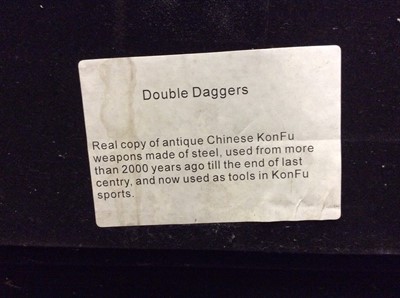 Double Daggers
Real copy of antique Chinese KonFu
weapons made of steel, used from more
than 2000 years ago till the end of last
centry, and now used as tools in KonFu
sports.